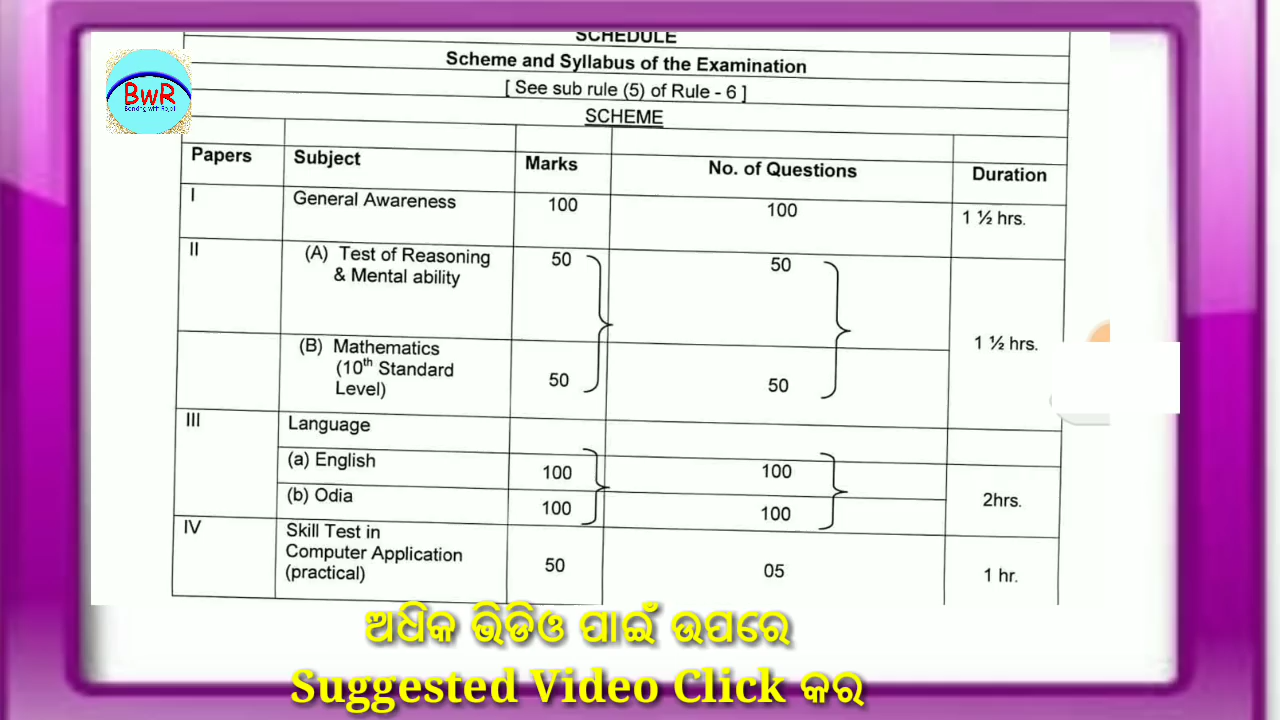 SCHEDULE
Scheme and Syllabus of the Examination
[ See sub rule (5) of Rule - 6 ]
SCHEME
BwR
Bonding with Rojali
Papers Subject Marks No. of Questions Duration
I General Awareness 100 100 1 ½ hrs.
II (A) Test of Reasoning 50 50
& Mental ability
1 ½ hrs.
(B) Mathematics
(10th Standard 50 50
Level)
III Language
(a) English 100 100
2hrs.
(b) Odia 100 100
IV Skill Test in
Computer Application 50 05 1 hr.
(practical)
ଅଧିକ ଭିଡିଓ ପାଇଁ ଉପରେ
Suggested Video Click କର